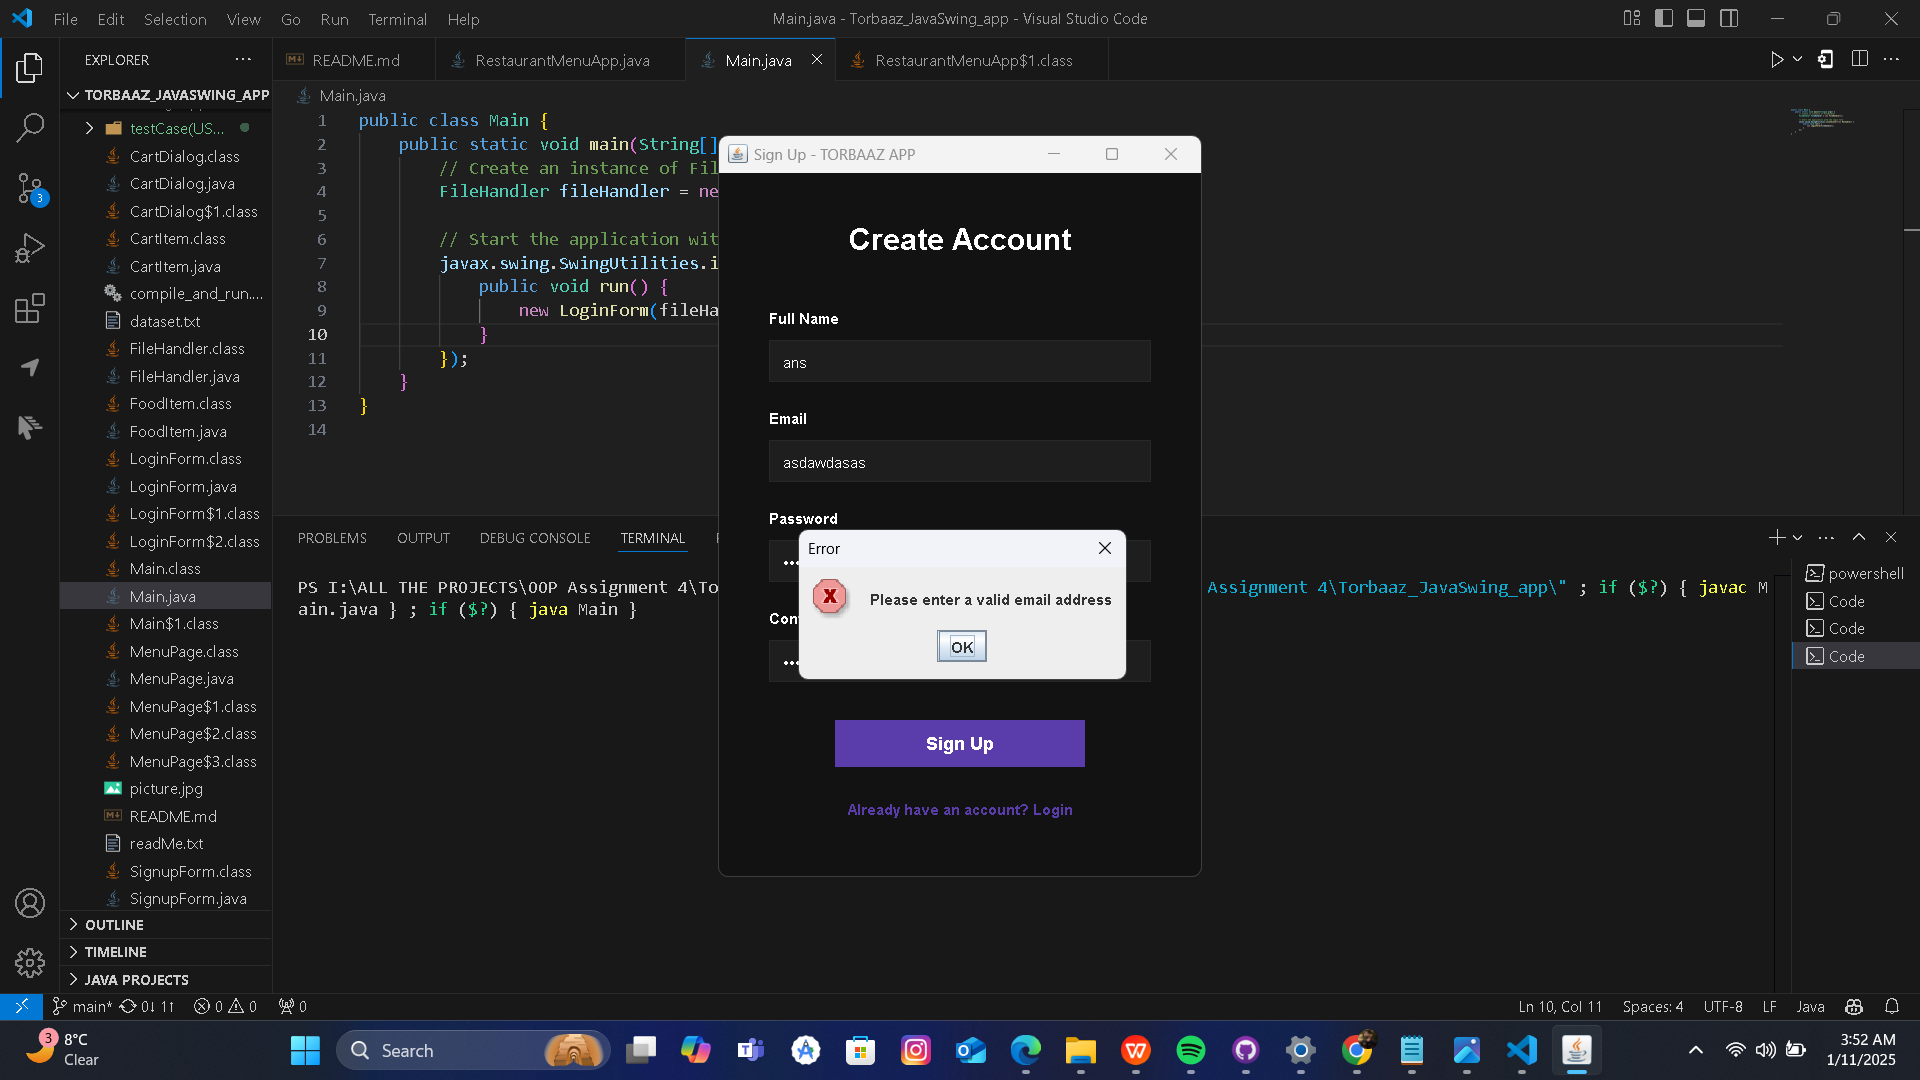 File Edit Selection View Go Run Terminal Help
Main.java - Torbaaz_JavaSwing_app - Visual Studio Code
EXPLORER
README.md
RestaurantMenuApp.java
Main.java
RestaurantMenuApp$1.class
TORBAAZ_JAVASWING_APP
testCase(US...
CartDialog.class
CartDialog.java
CartDialog$1.class
CartItem.class
CartItem.java
compile_and_run....
dataset.txt
FileHandler.class
FileHandler.java
FoodItem.class
FoodItem.java
LoginForm.class
LoginForm.java
LoginForm$1.class
LoginForm$2.class
Main.class
Main.java
Main$1.class
MenuPage.class
MenuPage.java
MenuPage$1.class
MenuPage$2.class
MenuPage$3.class
picture.jpg
README.md
readMe.txt
SignupForm.class
SignupForm.java
OUTLINE
TIMELINE
JAVA PROJECTS
3
Main.java
1 public class Main {
2 public static void main(String[]
3 // Create an instance of Fil
4 FileHandler fileHandler = ne
5
6 // Start the application wit
7 javax.swing.SwingUtilities.i
8 public void run() {
9 new LoginForm(fileHa
10 }
11 });
12 }
13 }
14
Sign Up - TORBAAZ APP
Create Account
Full Name
ans
Email
asdawdasas
Password
Error
Please enter a valid email address
OK
Sign Up
Already have an account? Login
PROBLEMS OUTPUT DEBUG CONSOLE TERMINAL
PS I:\ALL THE PROJECTS\OOP Assignment 4\To
Assignment 4\Torbaaz_JavaSwing_app\" ; if ($?) { javac M
ain.java } ; if ($?) { java Main }
powershell
Code
Code
Code
main* 0↓ 1↑ 0 0 0
Ln 10, Col 11 Spaces: 4 UTF-8 LF Java
3 8°C
Clear
Search
3:52 AM
1/11/2025